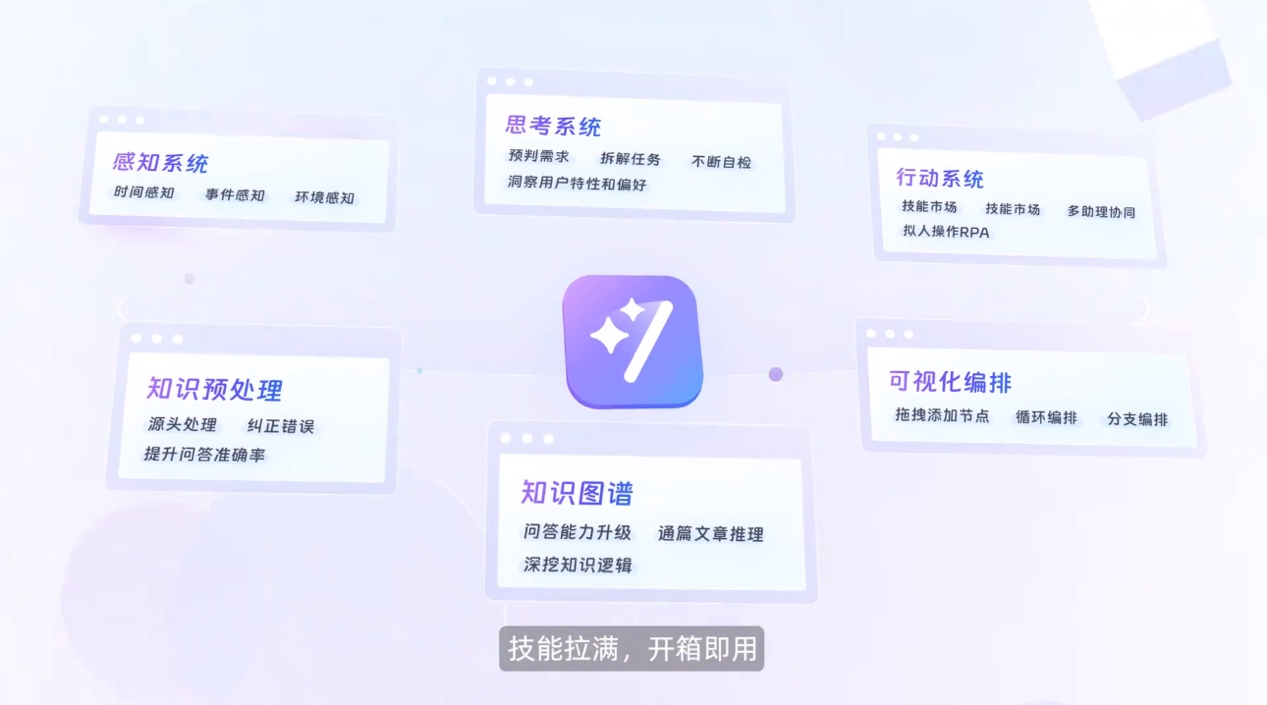 感知系统
时间感知 事件感知 环境感知
思考系统
预判需求 拆解任务 不断自检
洞察用户特性和偏好
行动系统
技能市场 技能市场 多助理协同
拟人操作RPA
知识预处理
源头处理 纠正错误
提升问答准确率
知识图谱
问答能力升级 通篇文章推理
深挖知识逻辑
可视化编排
拖拽添加节点 循环编排 分支编排
技能拉满，开箱即用